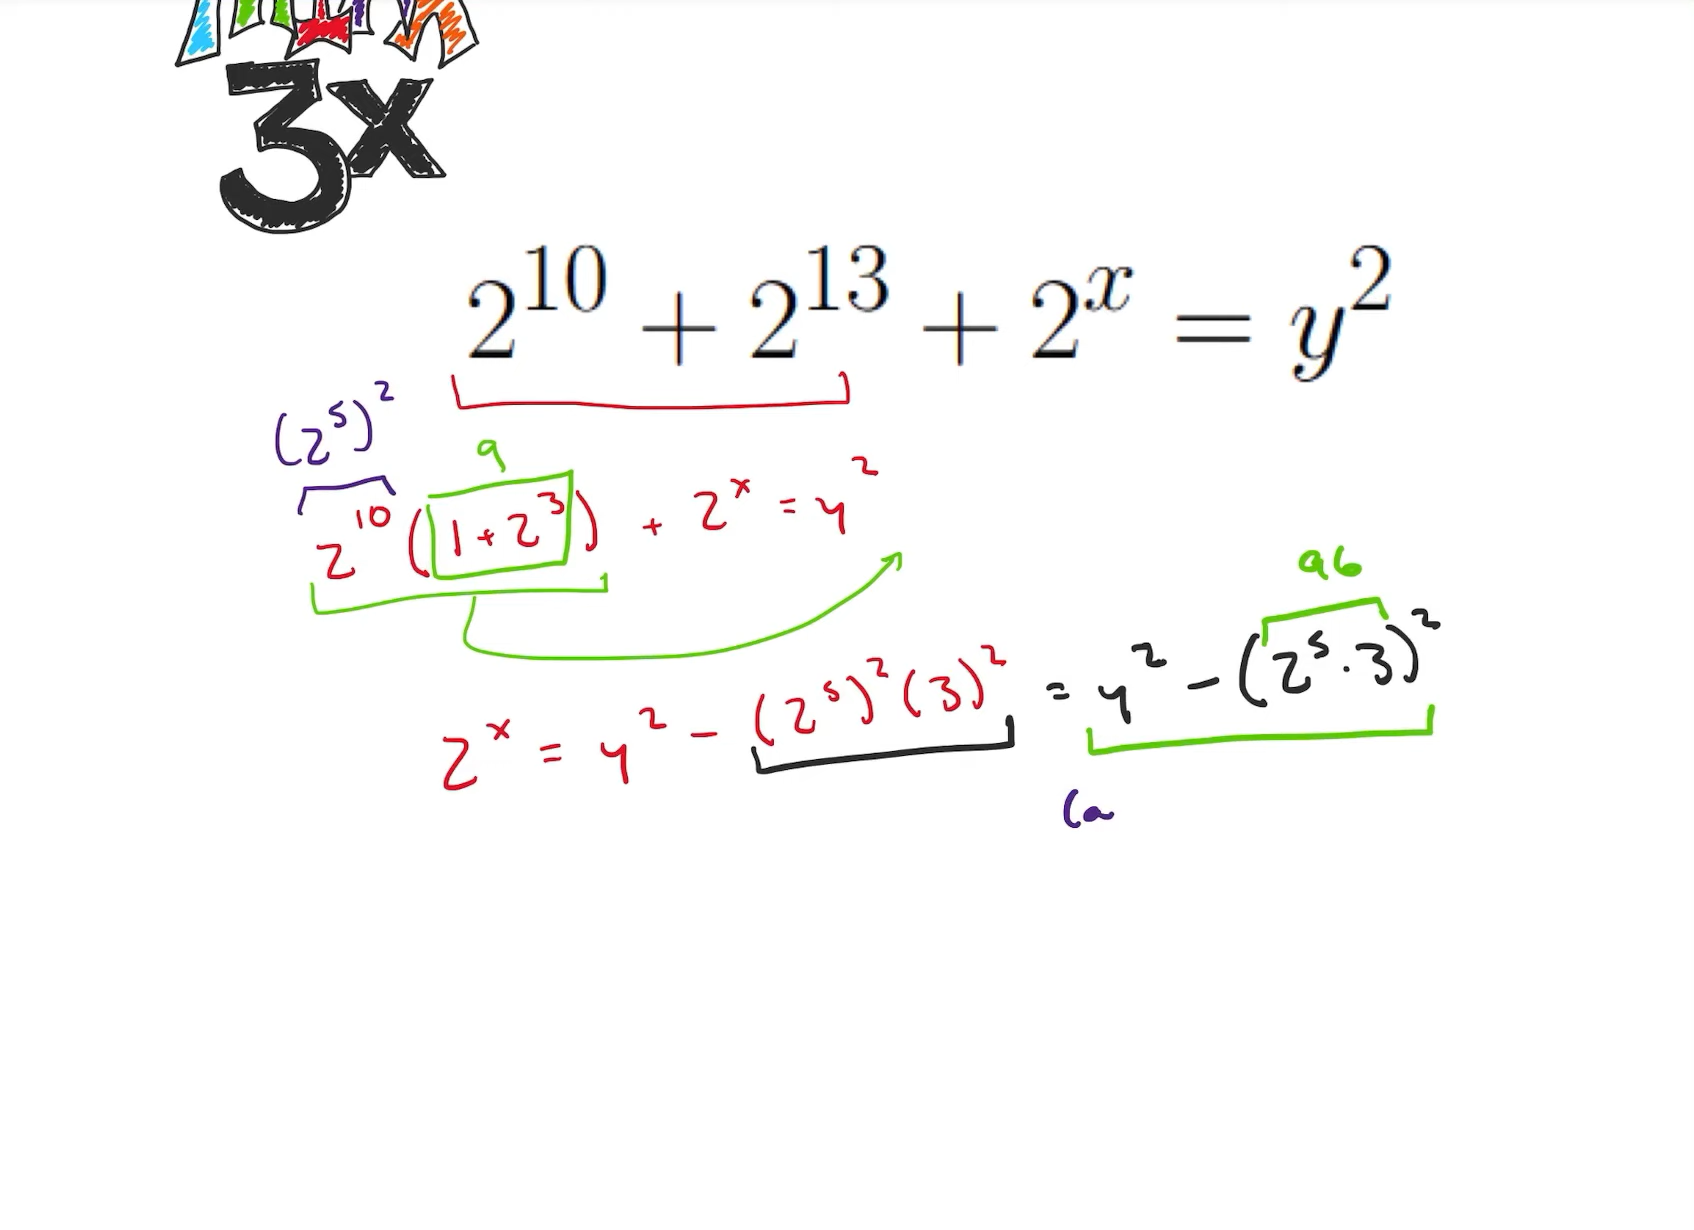 3x
2^{10} + 2^{13} + 2^x = y^2
(2^5)^2
9
2^{10} (1 + 2^3) + 2^x = y^2
96
2^x = y^2 - (2^5)^2 (3)^2 = y^2 - (2^5 · 3)^2
(a